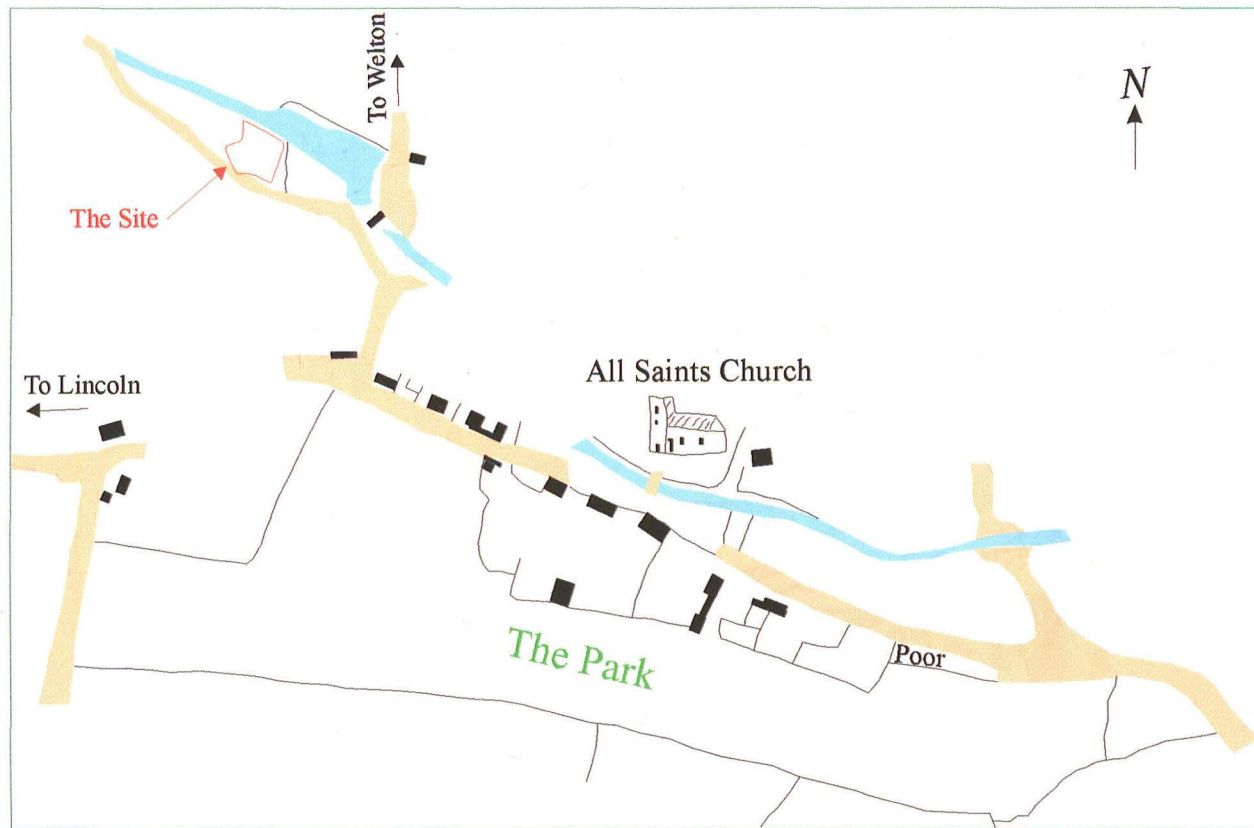 To Welton
N
The Site
To Lincoln
All Saints Church
The Park
Poor